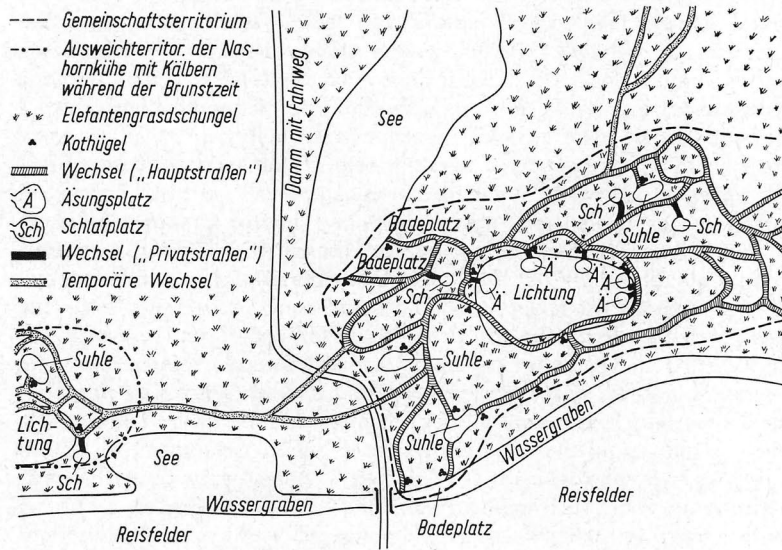 Gemeinschaftsterritorium
Ausweichterritor. der Nas-
hornkühe mit Kälbern
während der Brunstzeit
Elefantengrasdschungel
Kothügel
Wechsel („Hauptstraßen")
Ä Äsungsplatz
Sch Schlafplatz
Wechsel („Privatstraßen")
Temporäre Wechsel
Damm mit Fahrweg
See
Badeplatz
Badeplatz
Sch
Sch
Suhle
Sch
Ä
Ä
Ä
Ä
Ä
Lichtung
Suhle
Suhle
Suhle
Lich-
tung
Sch
See
Wassergraben
Wassergraben
Reisfelder
Reisfelder
Badeplatz